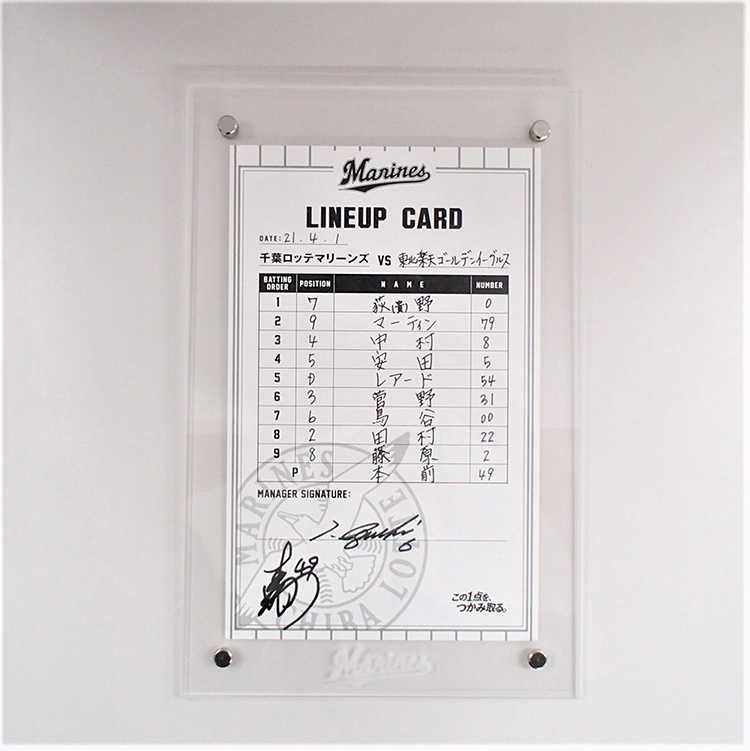 Marines
LINEUP CARD
DATE: 21. 4. 1
千葉ロッテマリーンズ VS 東北楽天ゴールデンイーグルス
BATTING ORDER POSITION NAME NUMBER
1 7 荻(貴)野 0
2 9 マーティン 79
3 4 中村 8
4 5 安田 5
5 D レアード 54
6 3 菅野 31
7 6 鳥谷 00
8 2 田村 22
9 8 藤原 2
P 本前 49
MANAGER SIGNATURE:
49
MARINES
CHIBA LOTTE
この1点を、
つかみ取る。
Marines